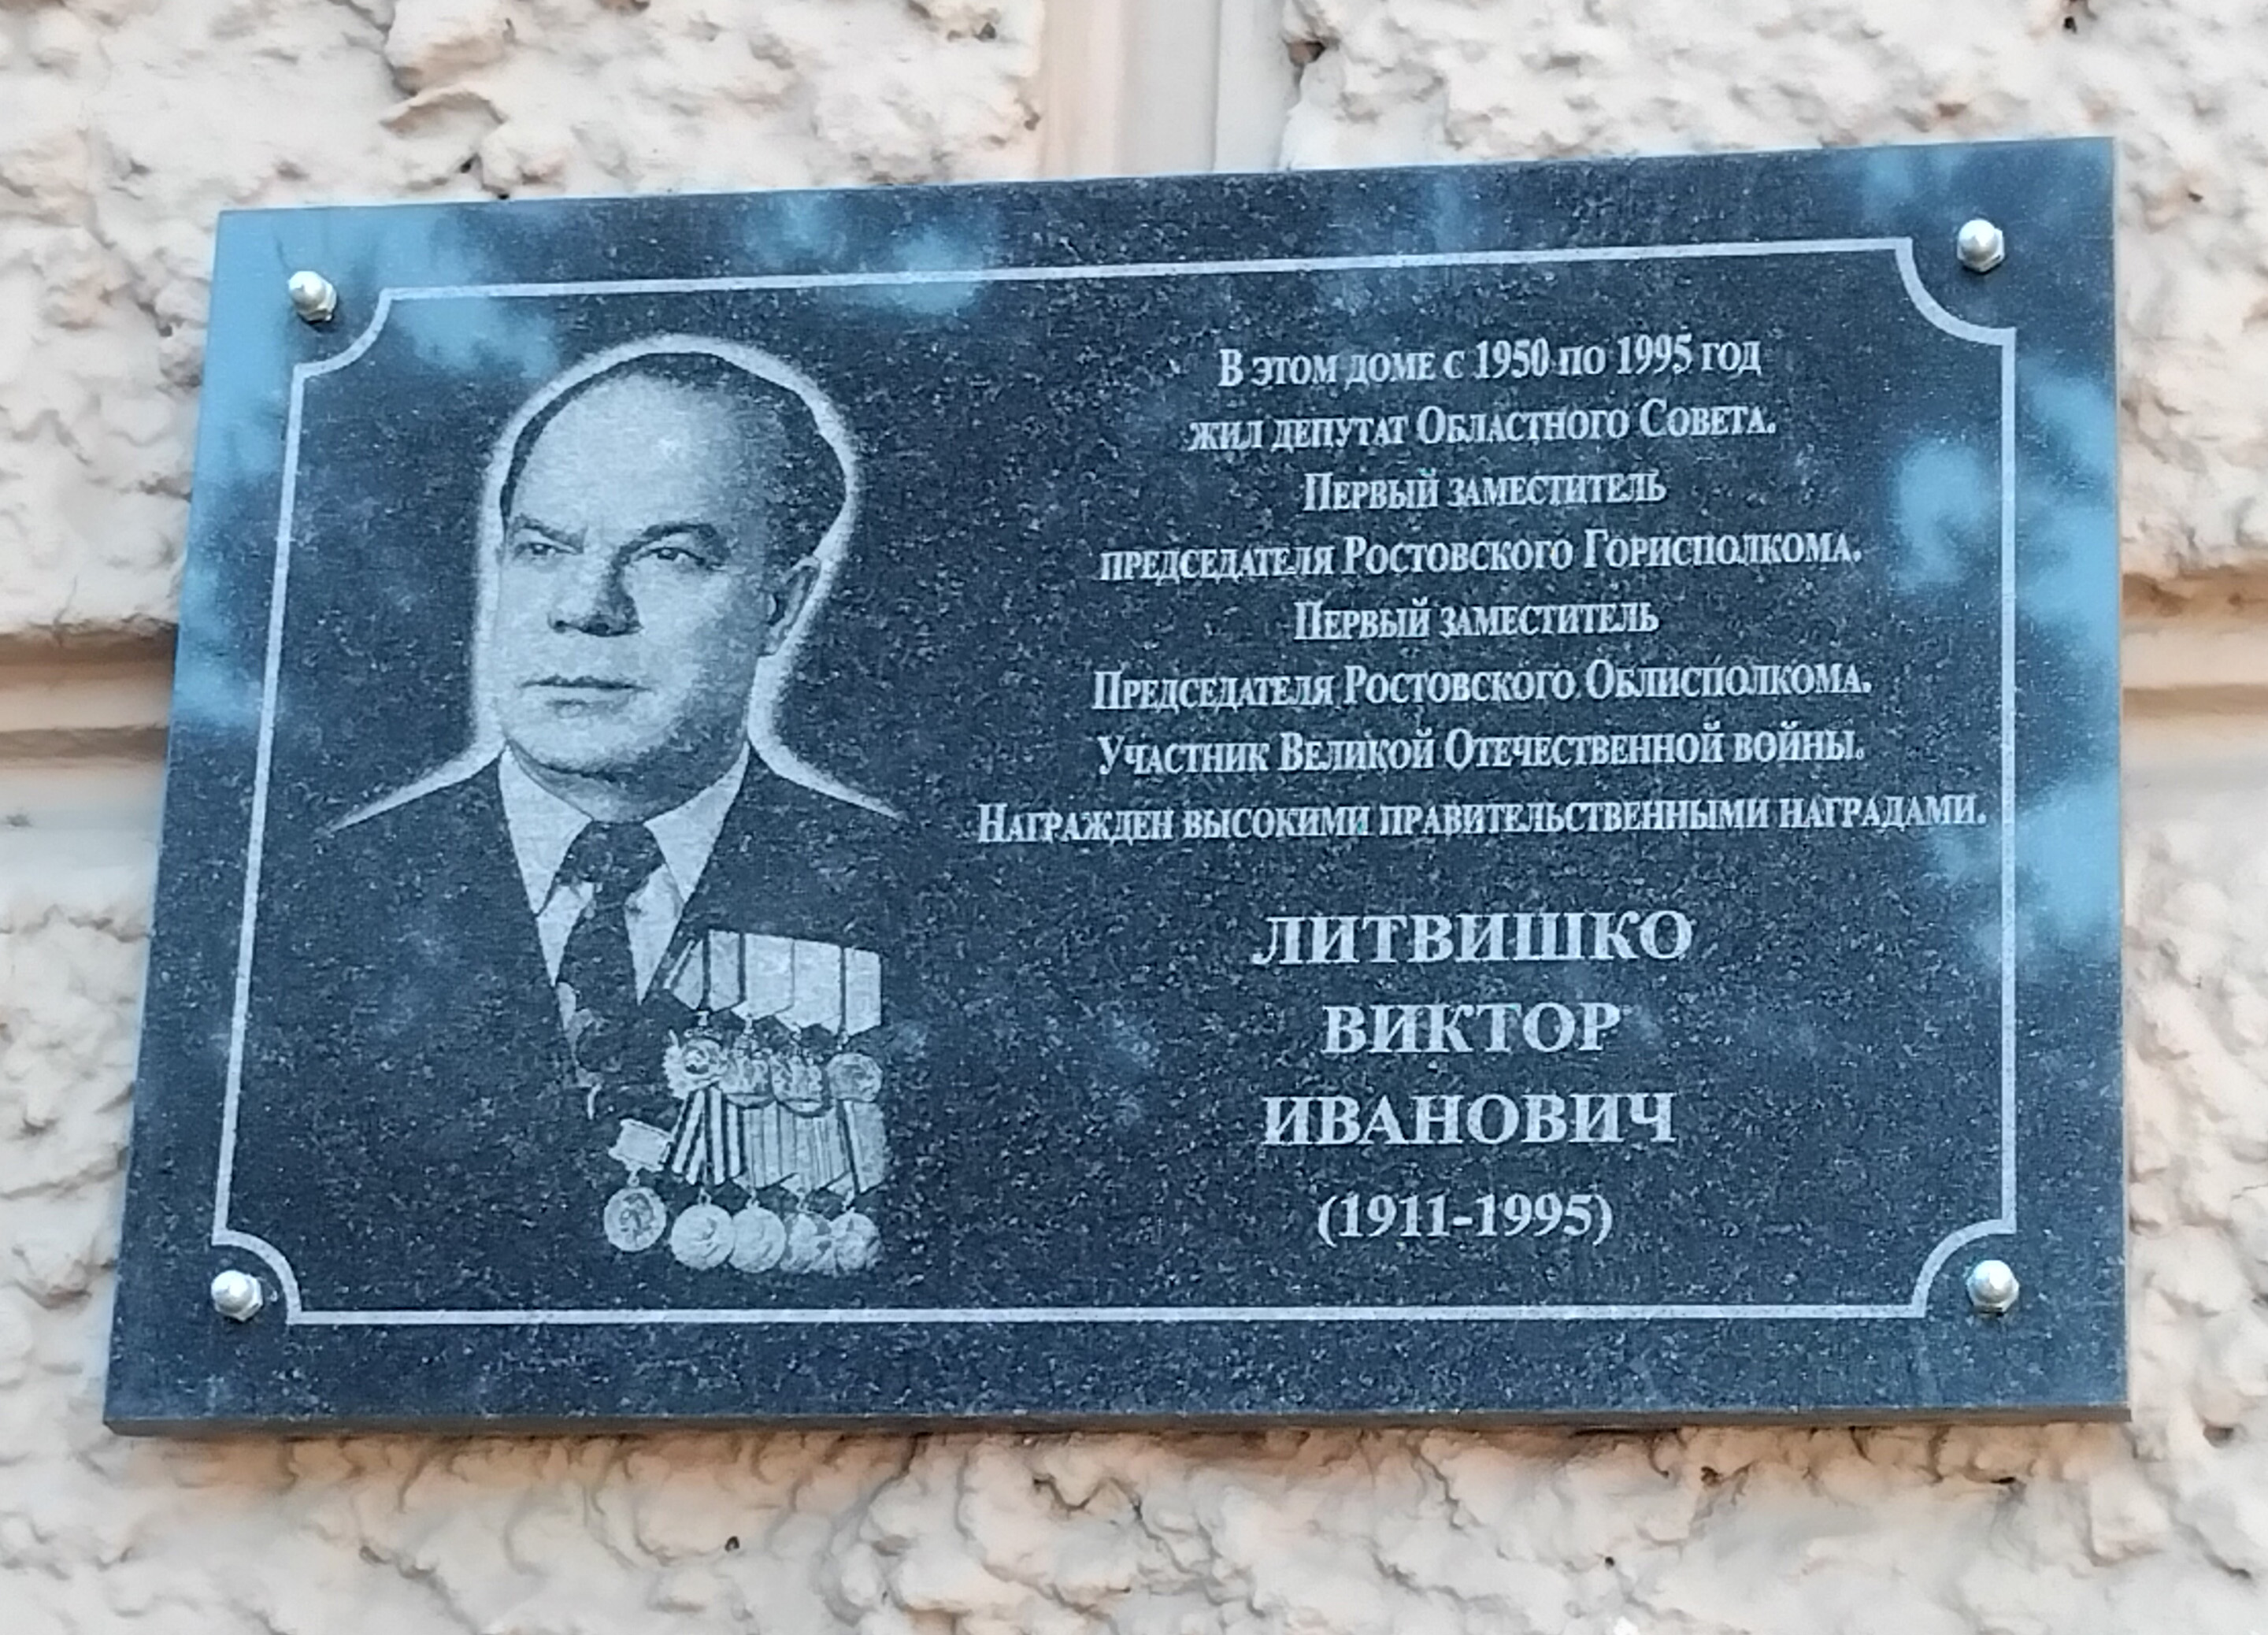 В ЭТОМ ДОМЕ С 1950 ПО 1995 ГОД
ЖИЛ ДЕПУТАТ ОБЛАСТНОГО СОВЕТА.
ПЕРВЫЙ ЗАМЕСТИТЕЛЬ
ПРЕДСЕДАТЕЛЯ РОСТОВСКОГО ГОРИСПОЛКОМА.
ПЕРВЫЙ ЗАМЕСТИТЕЛЬ
ПРЕДСЕДАТЕЛЯ РОСТОВСКОГО ОБЛИСПОЛКОМА.
УЧАСТНИК ВЕЛИКОЙ ОТЕЧЕСТВЕННОЙ ВОЙНЫ.
НАГРАЖДЕН ВЫСОКИМИ ПРАВИТЕЛЬСТВЕННЫМИ НАГРАДАМИ.
ЛИТВИШКО
ВИКТОР
ИВАНОВИЧ
(1911-1995)